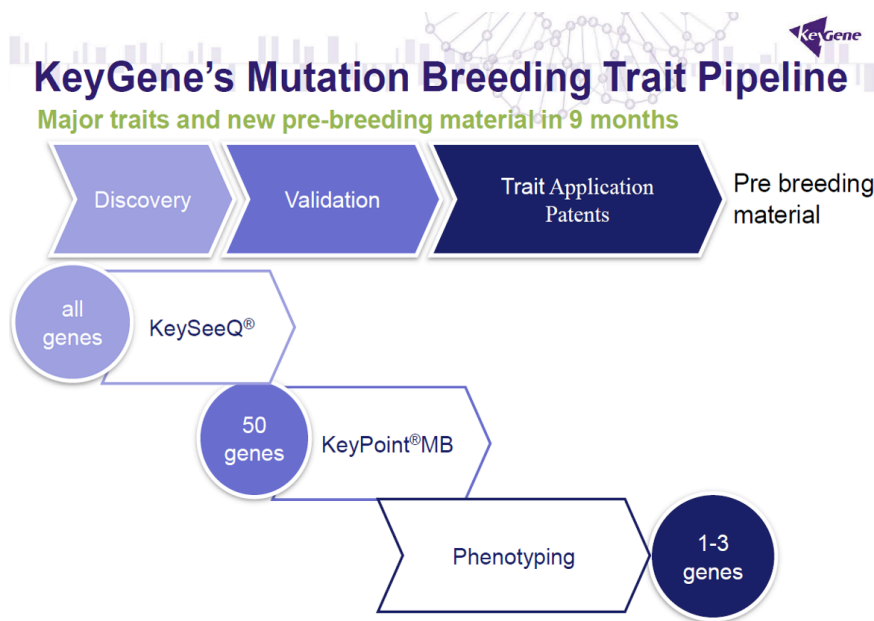 KeyGene
KeyGene's Mutation Breeding Trait Pipeline
Major traits and new pre-breeding material in 9 months
Discovery
Validation
Trait Application
Patents
Pre breeding
material
all
genes
KeySeeQ®
50
genes
KeyPoint®MB
Phenotyping
1-3
genes